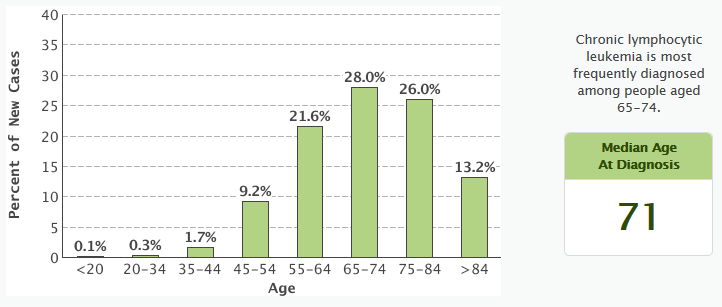 40
35
30
25
20
15
10
5
0
Percent of New Cases
0.1%
0.3%
1.7%
9.2%
21.6%
28.0%
26.0%
13.2%
<20 20-34 35-44 45-54 55-64 65-74 75-84 >84
Age
Chronic lymphocytic
leukemia is most
frequently diagnosed
among people aged
65-74.
Median Age
At Diagnosis
71